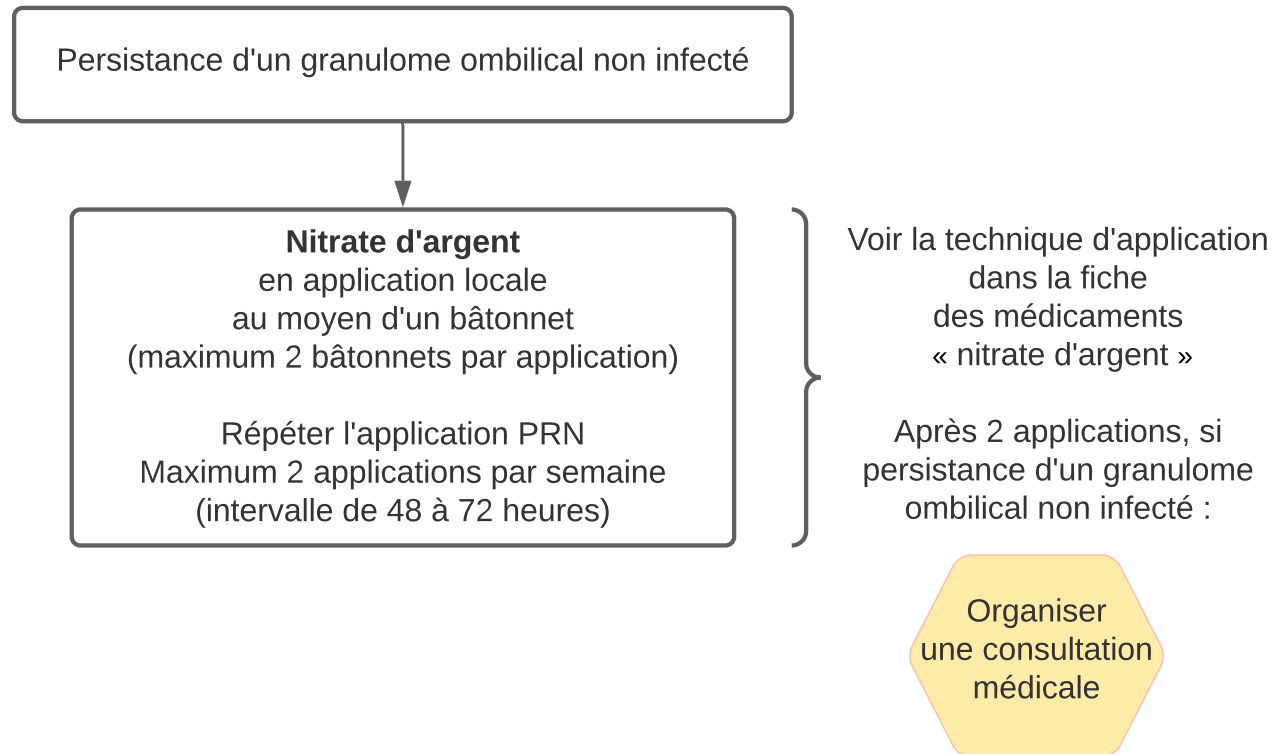 Persistance d'un granulome ombilical non infecté
Nitrate d'argent
en application locale
au moyen d'un bâtonnet
(maximum 2 bâtonnets par application)
Répéter l'application PRN
Maximum 2 applications par semaine
(intervalle de 48 à 72 heures)
Voir la technique d'application
dans la fiche
des médicaments
« nitrate d'argent »
Après 2 applications, si
persistance d'un granulome
ombilical non infecté :
Organiser
une consultation
médicale